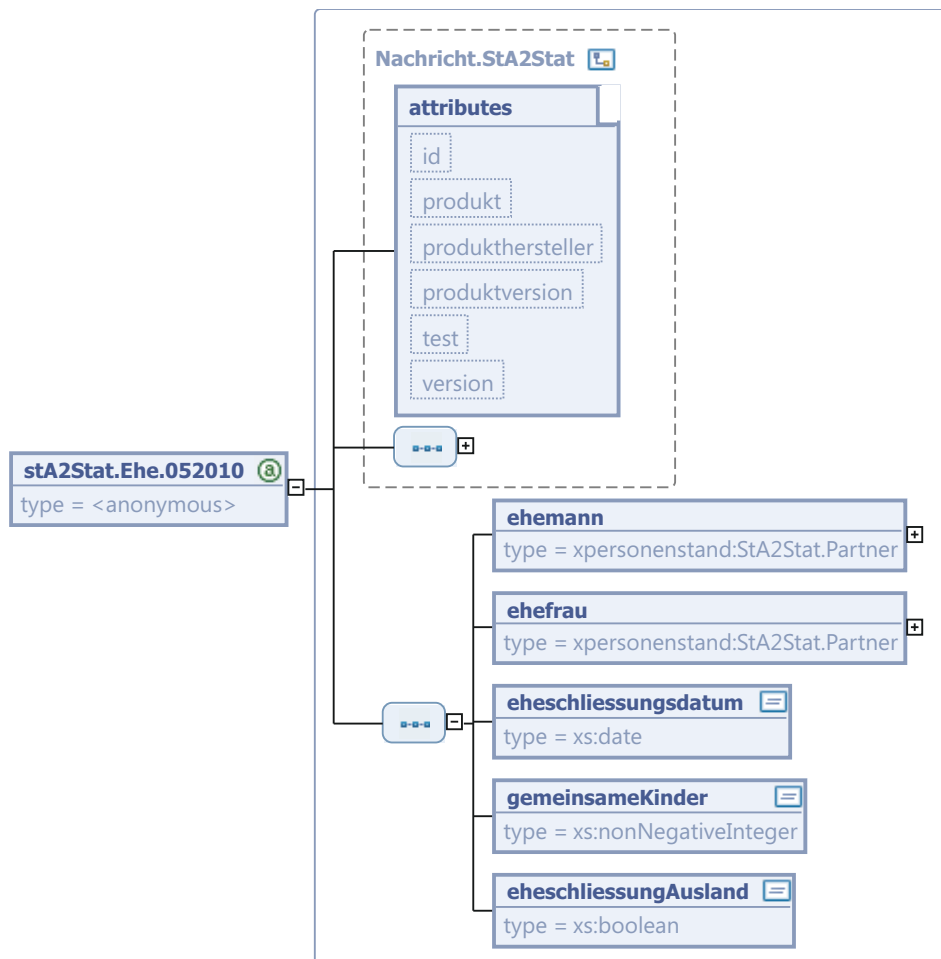 Nachricht.StA2Stat
attributes
id
produkt
produkthersteller
produktversion
test
version
stA2Stat.Ehe.052010
type = <anonymous>
ehemann
type = xpersonenstand:StA2Stat.Partner
ehefrau
type = xpersonenstand:StA2Stat.Partner
eheschliessungsdatum
type = xs:date
gemeinsameKinder
type = xs:nonNegativeInteger
eheschliessungAusland
type = xs:boolean